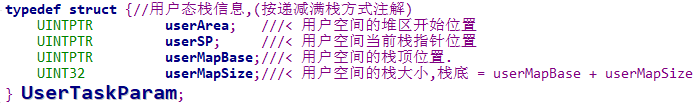 typedef struct {//用户态栈信息,(按递减满栈方式注解)
UINTPTR userArea; ///< 用户空间的堆区开始位置
UINTPTR userSP; ///< 用户空间当前栈指针位置
UINTPTR userMapBase;///< 用户空间的栈顶位置.
UINT32 userMapSize;///< 用户空间的栈大小,栈底 = userMapBase + userMapSize
} UserTaskParam;